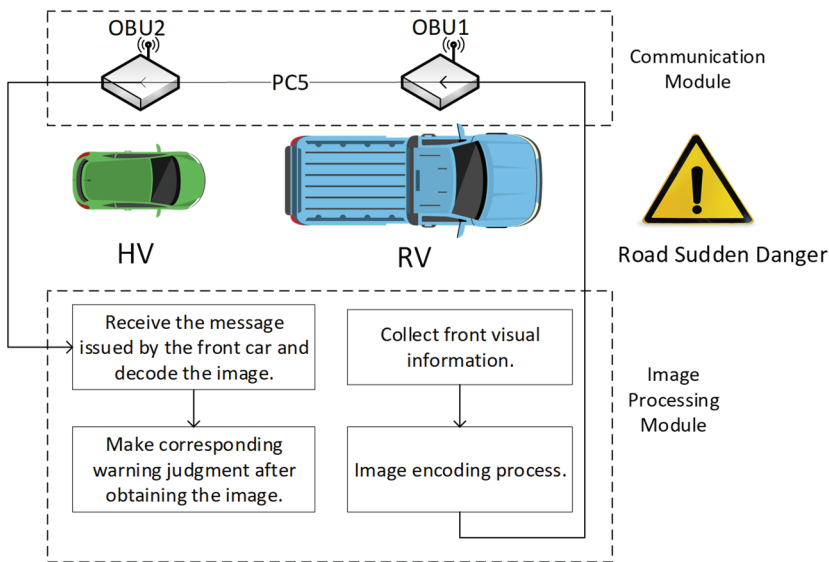 OBU2
OBU1
PC5
Communication
Module
HV
RV
Road Sudden Danger
Receive the message
issued by the front car and
decode the image.
Collect front visual
information.
Make corresponding
warning judgment after
obtaining the image.
Image encoding process.
Image
Processing
Module